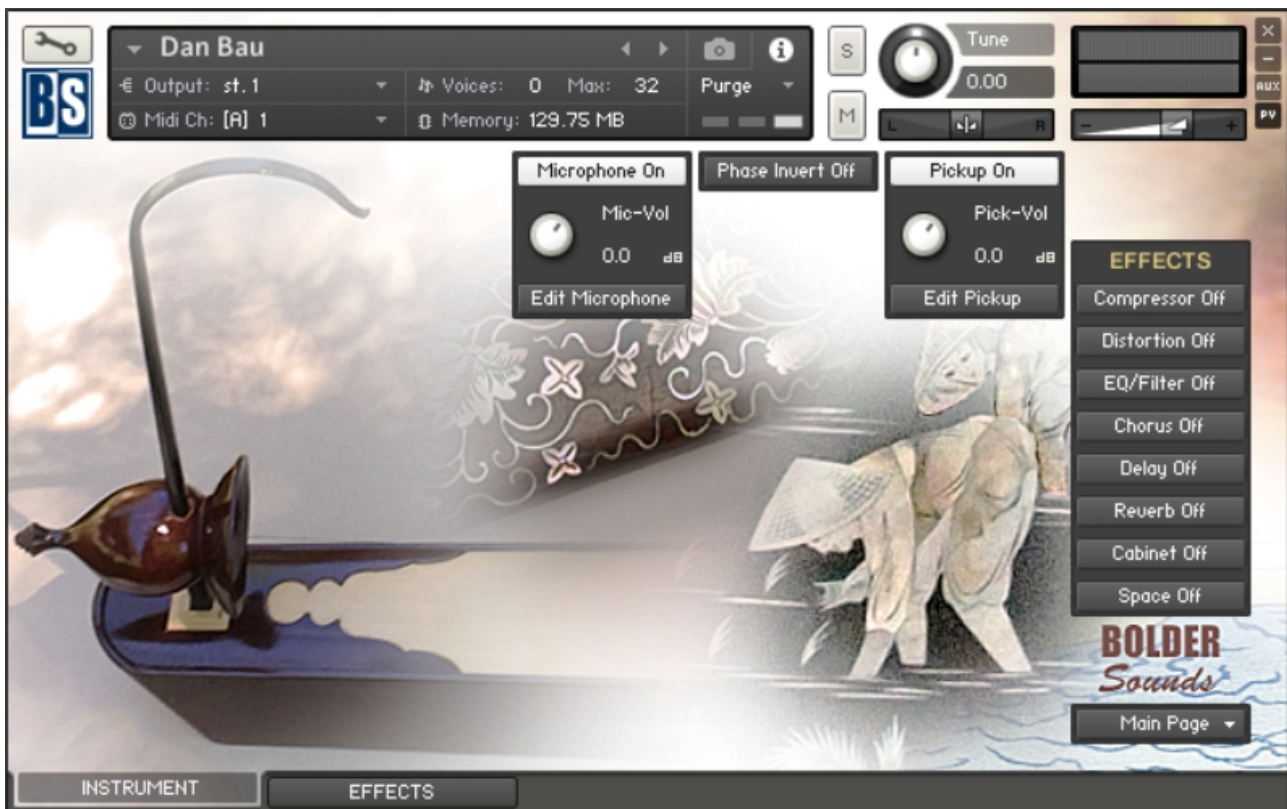 Dan Bau
Output: st. 1
Voices: 0 Max: 32
Purge
Midi Ch: [A] 1
Memory: 129.75 MB
BS
S
M
Tune
0.00
L R
- +
×
-
AUX
PV
Microphone On
Mic-Vol
0.0 dB
Edit Microphone
Phase Invert Off
Pickup On
Pick-Vol
0.0 dB
Edit Pickup
EFFECTS
Compressor Off
Distortion Off
EQ/Filter Off
Chorus Off
Delay Off
Reverb Off
Cabinet Off
Space Off
BOLDER
Sounds
Main Page
INSTRUMENT
EFFECTS